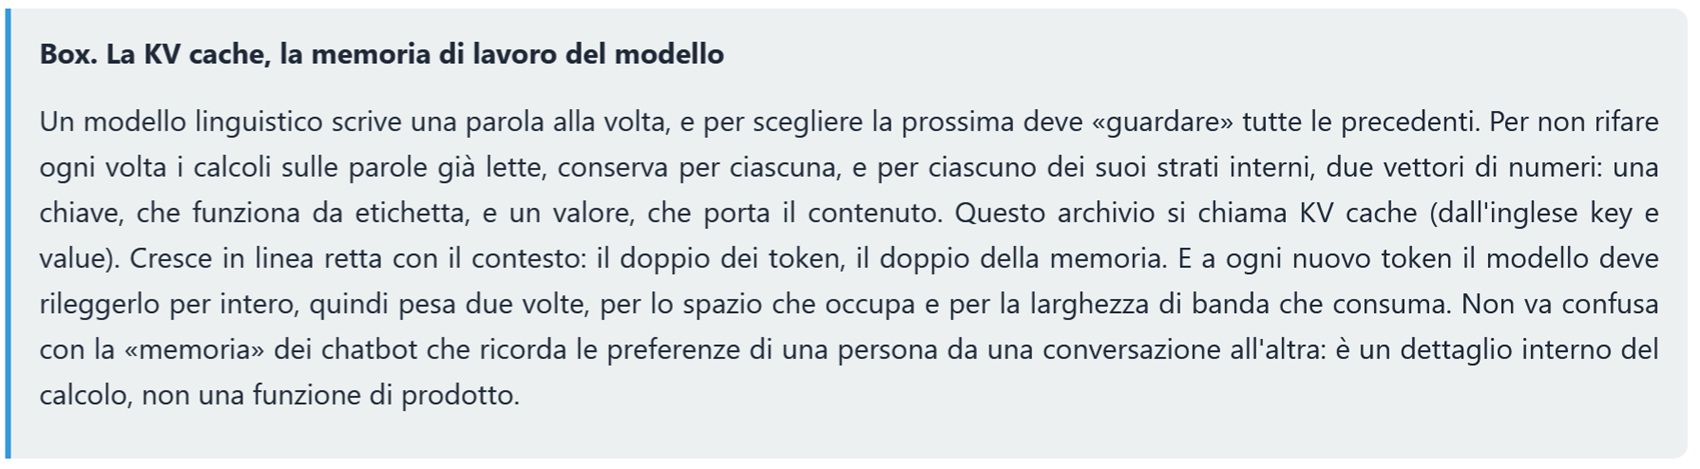 Box. La KV cache, la memoria di lavoro del modello
Un modello linguistico scrive una parola alla volta, e per scegliere la prossima deve «guardare» tutte le precedenti. Per non rifare
ogni volta i calcoli sulle parole già lette, conserva per ciascuna, e per ciascuno dei suoi strati interni, due vettori di numeri: una
chiave, che funziona da etichetta, e un valore, che porta il contenuto. Questo archivio si chiama KV cache (dall'inglese key e
value). Cresce in linea retta con il contesto: il doppio dei token, il doppio della memoria. E a ogni nuovo token il modello deve
rileggerlo per intero, quindi pesa due volte, per lo spazio che occupa e per la larghezza di banda che consuma. Non va confusa
con la «memoria» dei chatbot che ricorda le preferenze di una persona da una conversazione all'altra: è un dettaglio interno del
calcolo, non una funzione di prodotto.